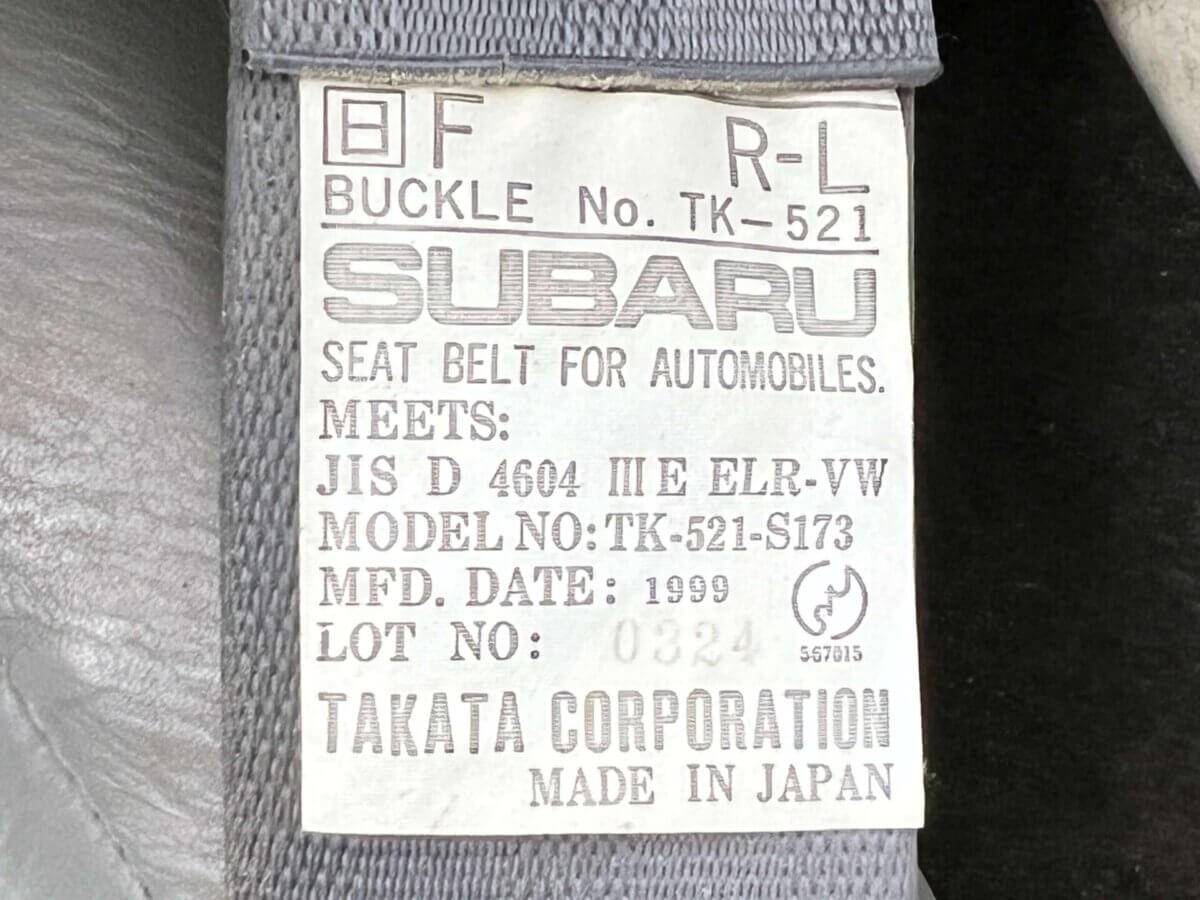 日 F R-L
BUCKLE No. TK-521
SUBARU
SEAT BELT FOR AUTOMOBILES.
MEETS:
JIS D 4604 III E ELR-VW
MODEL NO: TK-521-S173
MFD. DATE: 1999
LOT NO: 0324
567015
TAKATA CORPORATION
MADE IN JAPAN